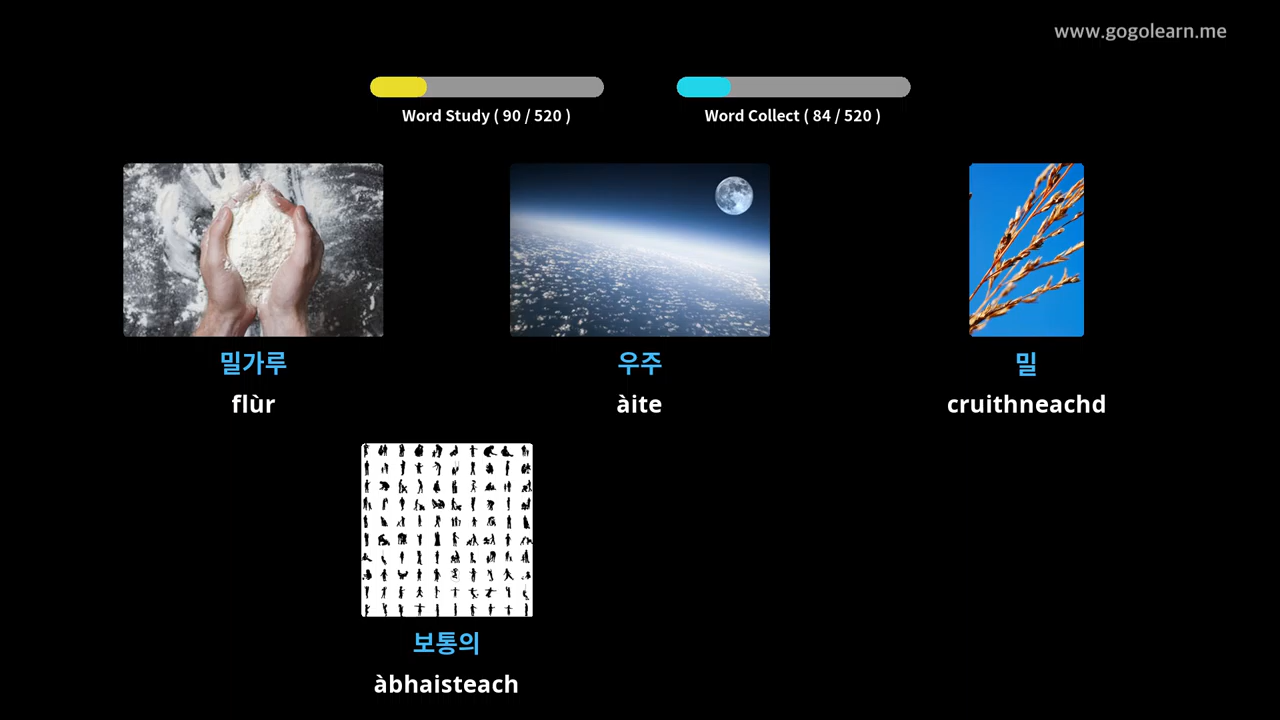 www.gogolearn.me
Word Study ( 90 / 520 )
Word Collect ( 84 / 520 )
밀가루
flùr
우주
àite
밀
cruithneachd
보통의
àbhaisteach